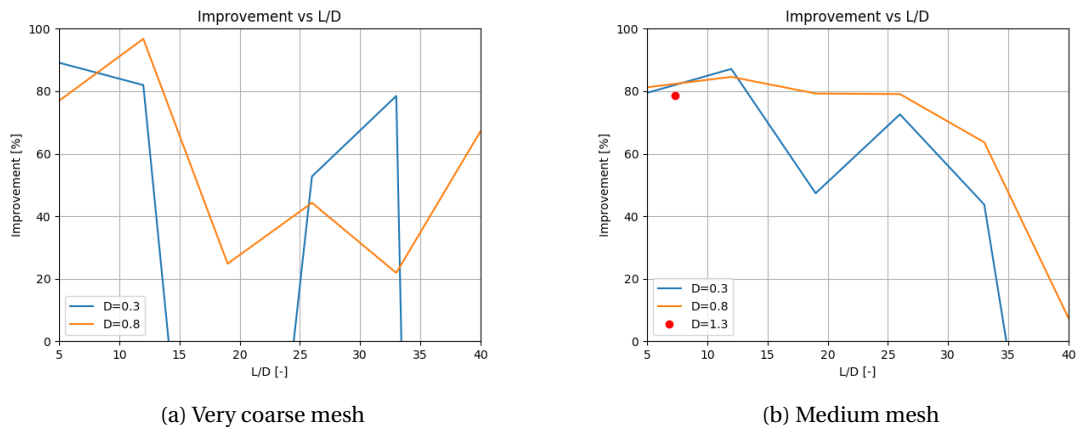 Improvement vs L/D
100
80
60
40
20
0
Improvement [%]
D=0.3
D=0.8
5 10 15 20 25 30 35 40
L/D [-]
(a) Very coarse mesh
Improvement vs L/D
100
80
60
40
20
0
Improvement [%]
D=0.3
D=0.8
D=1.3
5 10 15 20 25 30 35 40
L/D [-]
(b) Medium mesh